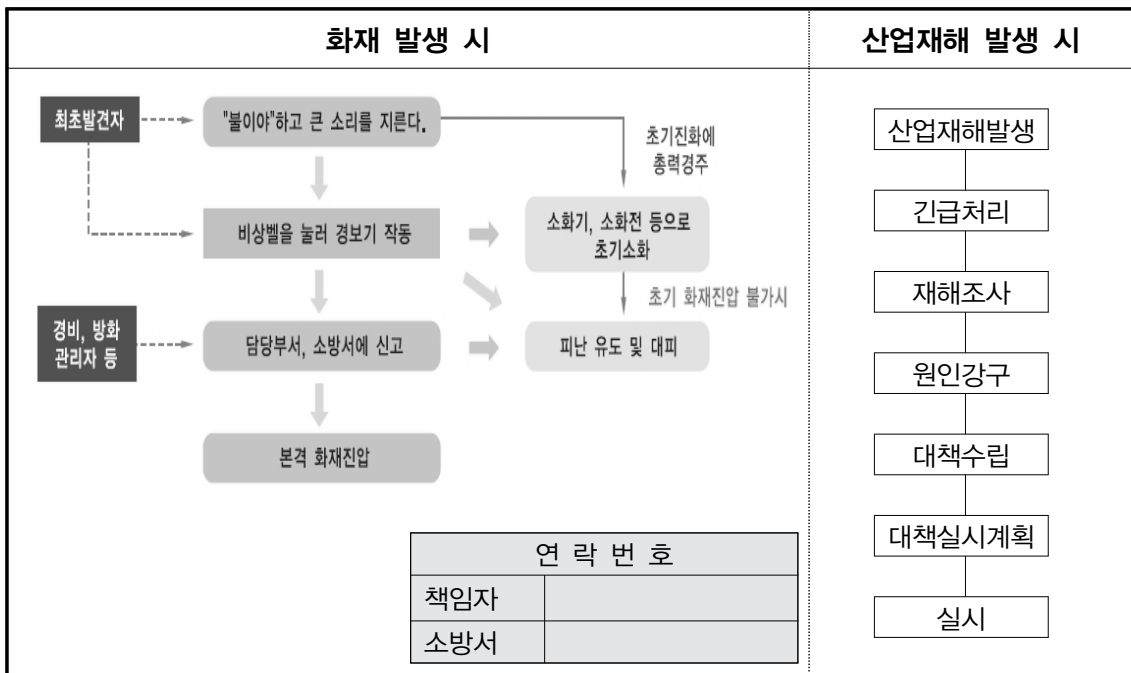 화재 발생 시
최초발견자
"불이야"하고 큰 소리를 지른다.
초기진화에
총력경주
비상벨을 눌러 경보기 작동
소화기, 소화전 등으로
초기소화
초기 화재진압 불가시
경비, 방화
관리자 등
담당부서, 소방서에 신고
피난 유도 및 대피
본격 화재진압
연 락 번 호
책임자
소방서
산업재해 발생 시
산업재해발생
긴급처리
재해조사
원인강구
대책수립
대책실시계획
실시